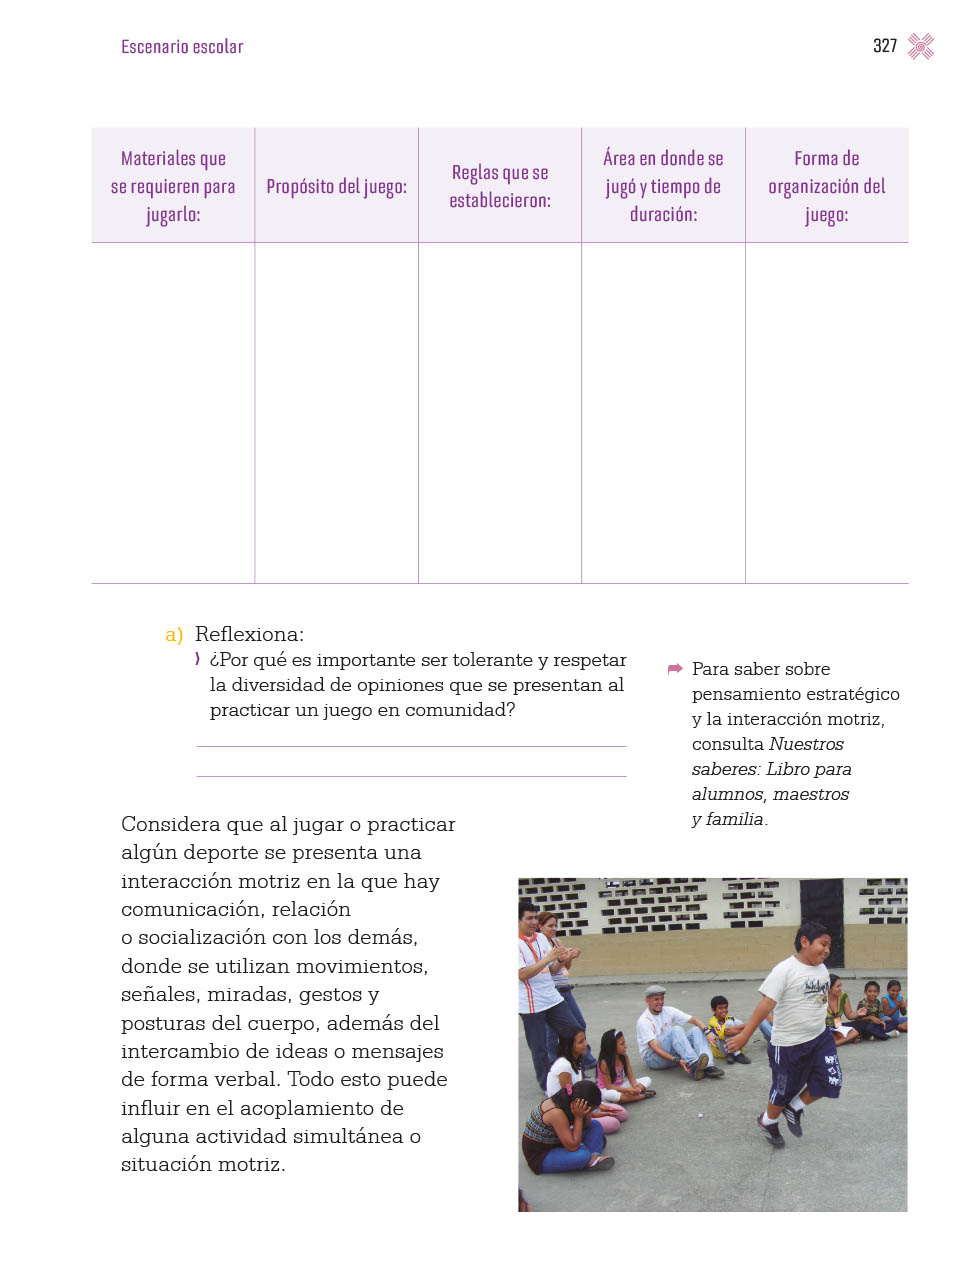 Escenario escolar
327
Materiales que
se requieren para
jugarlo:
Propósito del juego:
Reglas que se
establecieron:
Área en donde se
jugó y tiempo de
duración:
Forma de
organización del
juego:
a) Reflexiona:
¿Por qué es importante ser tolerante y respetar
la diversidad de opiniones que se presentan al
practicar un juego en comunidad?
Para saber sobre
pensamiento estratégico
y la interacción motriz,
consulta Nuestros
saberes: Libro para
alumnos, maestros
y familia.
Considera que al jugar o practicar
algún deporte se presenta una
interacción motriz en la que hay
comunicación, relación
o socialización con los demás,
donde se utilizan movimientos,
señales, miradas, gestos y
posturas del cuerpo, además del
intercambio de ideas o mensajes
de forma verbal. Todo esto puede
influir en el acoplamiento de
alguna actividad simultánea o
situación motriz.